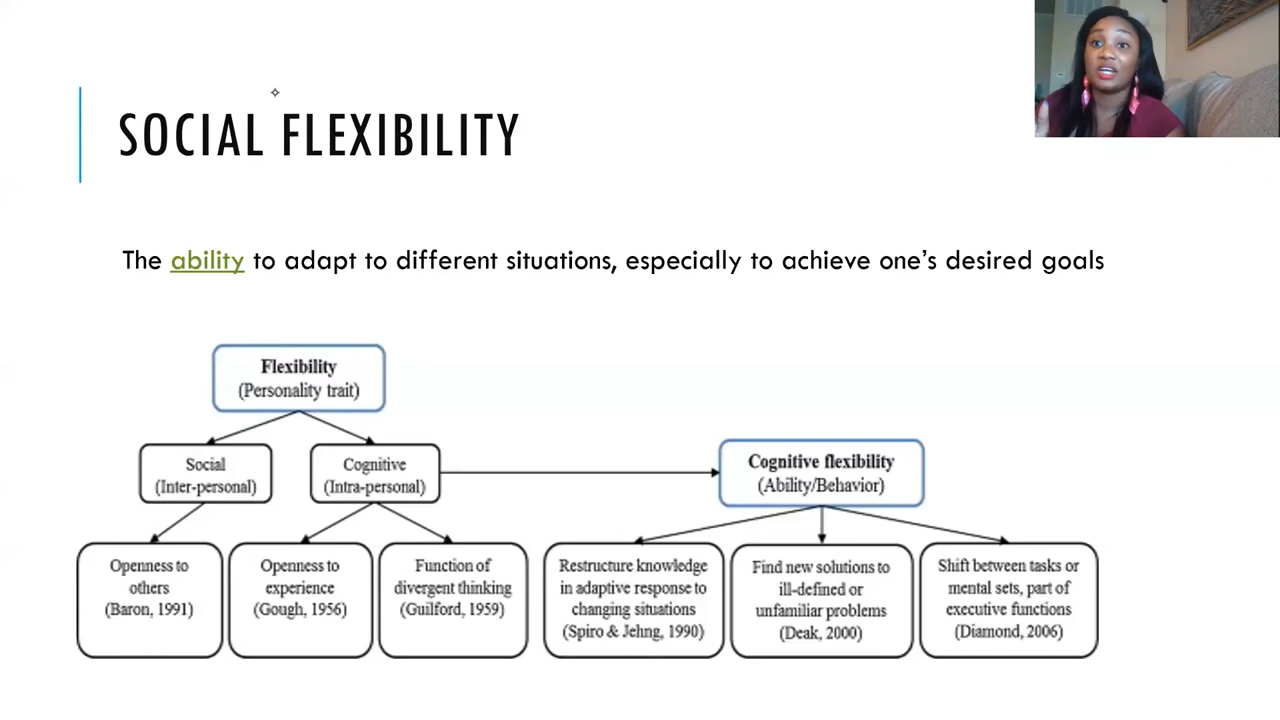 SOCIAL FLEXIBILITY
The ability to adapt to different situations, especially to achieve one's desired goals
Flexibility
(Personality trait)
Social
(Inter-personal)
Cognitive
(Intra-personal)
Cognitive flexibility
(Ability/Behavior)
Openness to
others
(Baron, 1991)
Openness to
experience
(Gough, 1956)
Function of
divergent thinking
(Guilford, 1959)
Restructure knowledge
in adaptive response to
changing situations
(Spiro & Jehng, 1990)
Find new solutions to
ill-defined or
unfamiliar problems
(Deak, 2000)
Shift between tasks or
mental sets, part of
executive functions
(Diamond, 2006)